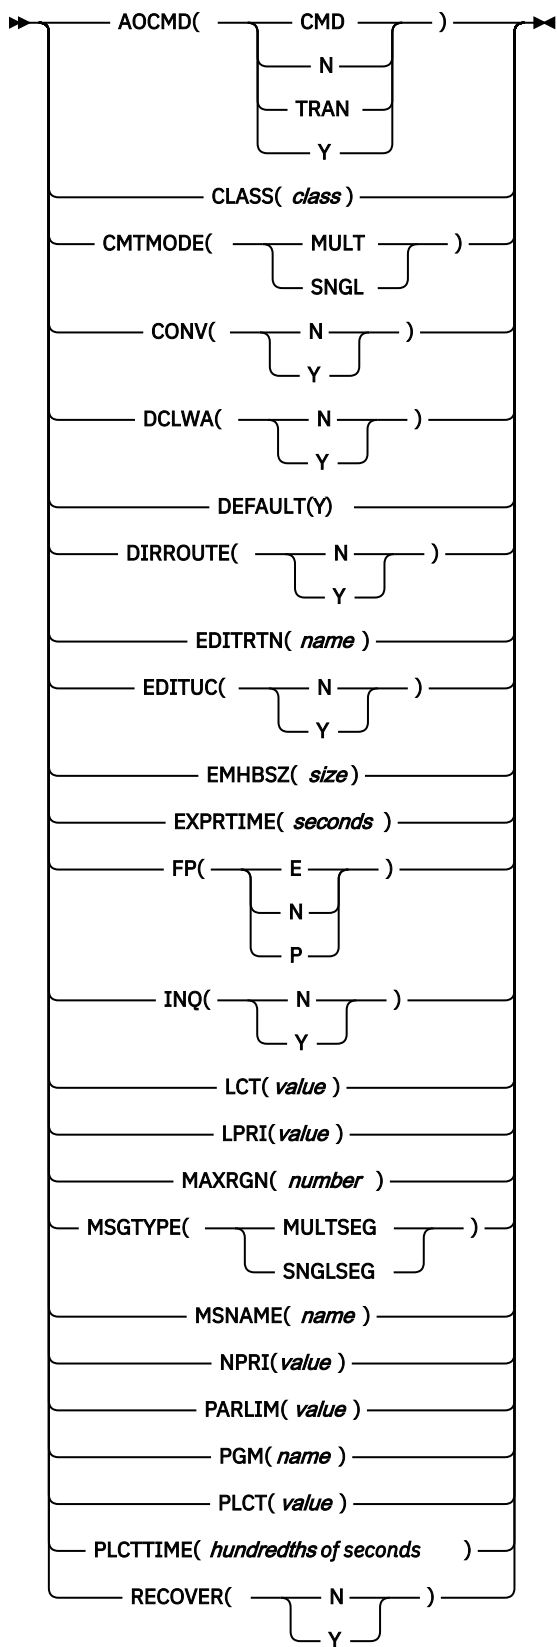 AOCMD( CMD )
N
TRAN
Y
CLASS( class )
CMTMODE( MULT )
SNGL
CONV( N )
Y
DCLWA( N )
Y
DEFAULT(Y)
DIRROUTE( N )
Y
EDITRTN( name )
EDITUC( N )
Y
EMHBSZ( size )
EXPRTIME( seconds )
FP( E )
N
P
INQ( N )
Y
LCT( value )
LPRI( value )
MAXRGN( number )
MSGTYPE( MULTSEG )
SNGLSEG
MSNAME( name )
NPRI( value )
PARLIM( value )
PGM( name )
PLCT( value )
PLCTTIME( hundredths of seconds )
RECOVER( N )
Y